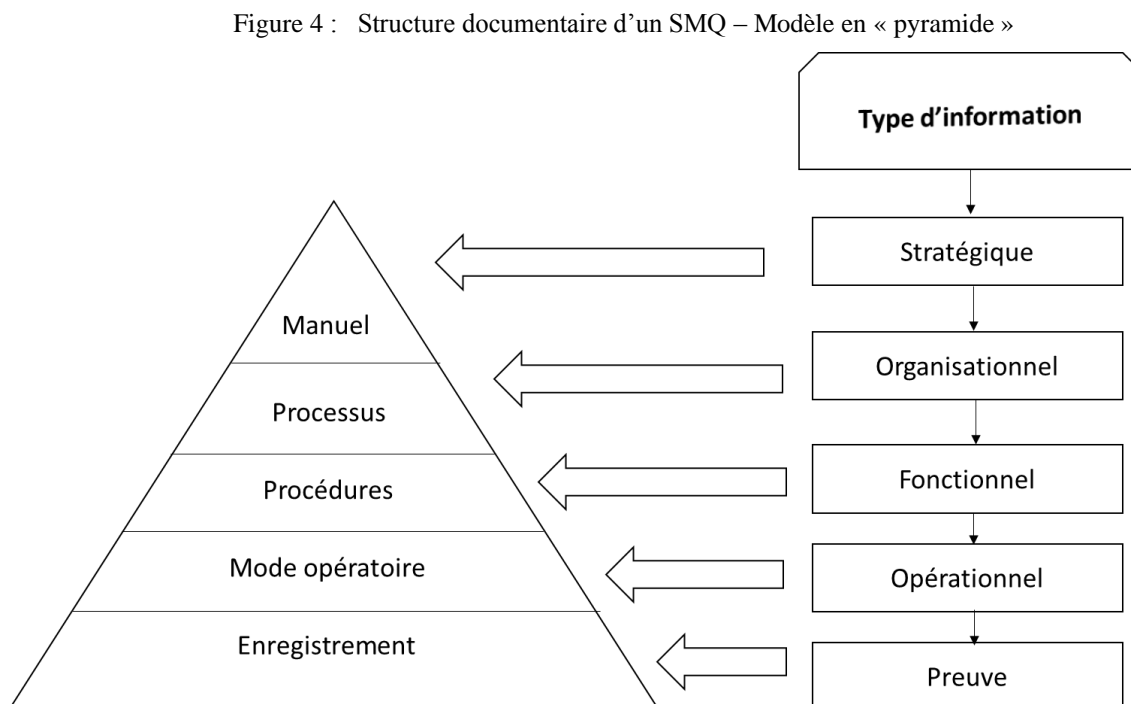 Figure 4 : Structure documentaire d’un SMQ – Modèle en « pyramide »
Type d’information
Stratégique
Manuel
Organisationnel
Processus
Fonctionnel
Procédures
Opérationnel
Mode opératoire
Preuve
Enregistrement